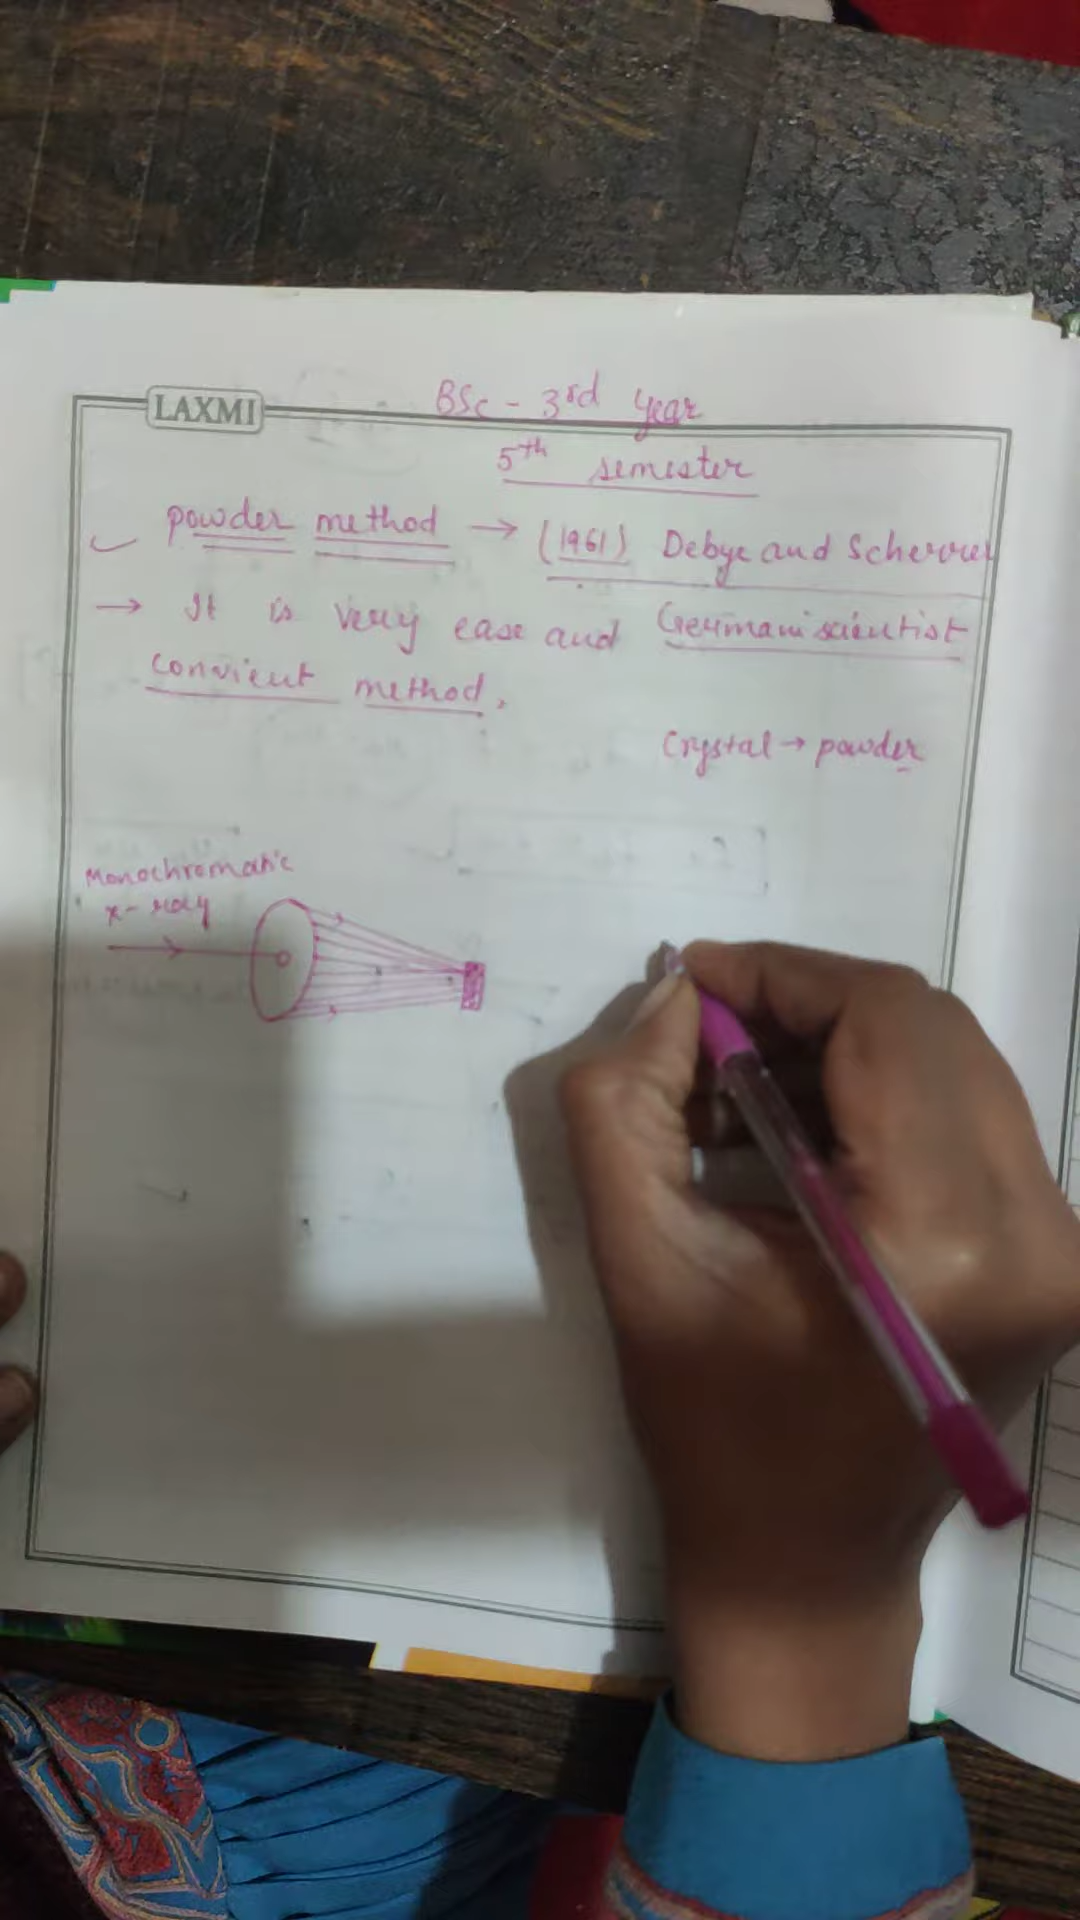 LAXMI
BSc - 3rd year
5th semester
powder method → (1961) Debye and Scherrer
→ It is very ease and Germani scientist
convient method.
Crystal → powder
Monochromatic
x-ray